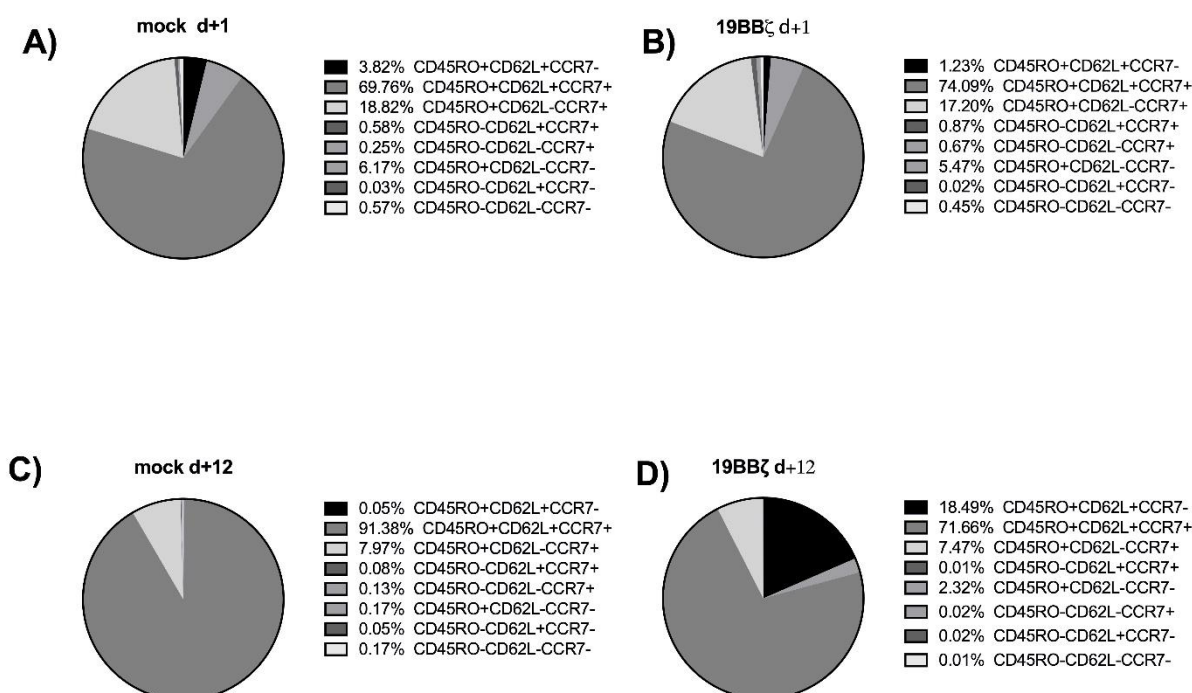 A)
mock d+1
3.82% CD45RO+CD62L+CCR7-
69.76% CD45RO+CD62L+CCR7+
18.82% CD45RO+CD62L-CCR7+
0.58% CD45RO-CD62L+CCR7+
0.25% CD45RO-CD62L-CCR7+
6.17% CD45RO+CD62L-CCR7-
0.03% CD45RO-CD62L+CCR7-
0.57% CD45RO-CD62L-CCR7-
B)
19BBζ d+1
1.23% CD45RO+CD62L+CCR7-
74.09% CD45RO+CD62L+CCR7+
17.20% CD45RO+CD62L-CCR7+
0.87% CD45RO-CD62L+CCR7+
0.67% CD45RO-CD62L-CCR7+
5.47% CD45RO+CD62L-CCR7-
0.02% CD45RO-CD62L+CCR7-
0.45% CD45RO-CD62L-CCR7-
C)
mock d+12
0.05% CD45RO+CD62L+CCR7-
91.38% CD45RO+CD62L+CCR7+
7.97% CD45RO+CD62L-CCR7+
0.08% CD45RO-CD62L+CCR7+
0.13% CD45RO-CD62L-CCR7+
0.17% CD45RO+CD62L-CCR7-
0.05% CD45RO-CD62L+CCR7-
0.17% CD45RO-CD62L-CCR7-
D)
19BBζ d+12
18.49% CD45RO+CD62L+CCR7-
71.66% CD45RO+CD62L+CCR7+
7.47% CD45RO+CD62L-CCR7+
0.01% CD45RO-CD62L+CCR7+
2.32% CD45RO+CD62L-CCR7-
0.02% CD45RO-CD62L-CCR7+
0.02% CD45RO-CD62L+CCR7-
0.01% CD45RO-CD62L-CCR7-